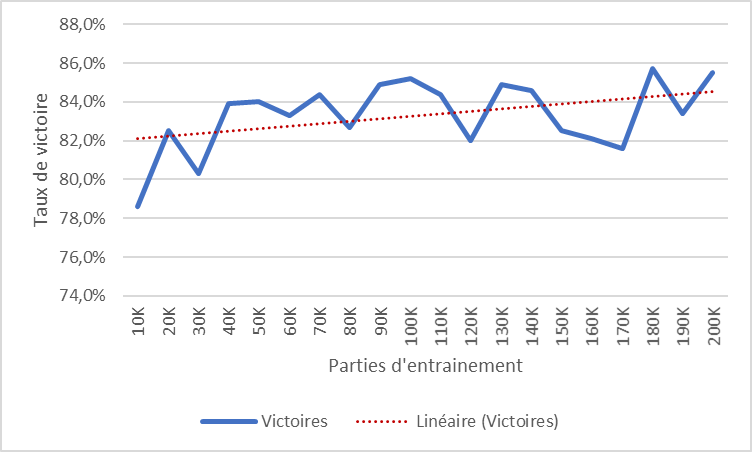 88,0%
86,0%
84,0%
82,0%
80,0%
78,0%
76,0%
74,0%
Taux de victoire
10K
20K
30K
40K
50K
60K
70K
80K
90K
100K
110K
120K
130K
140K
150K
160K
170K
180K
190K
200K
Parties d'entrainement
Victoires
Linéaire (Victoires)